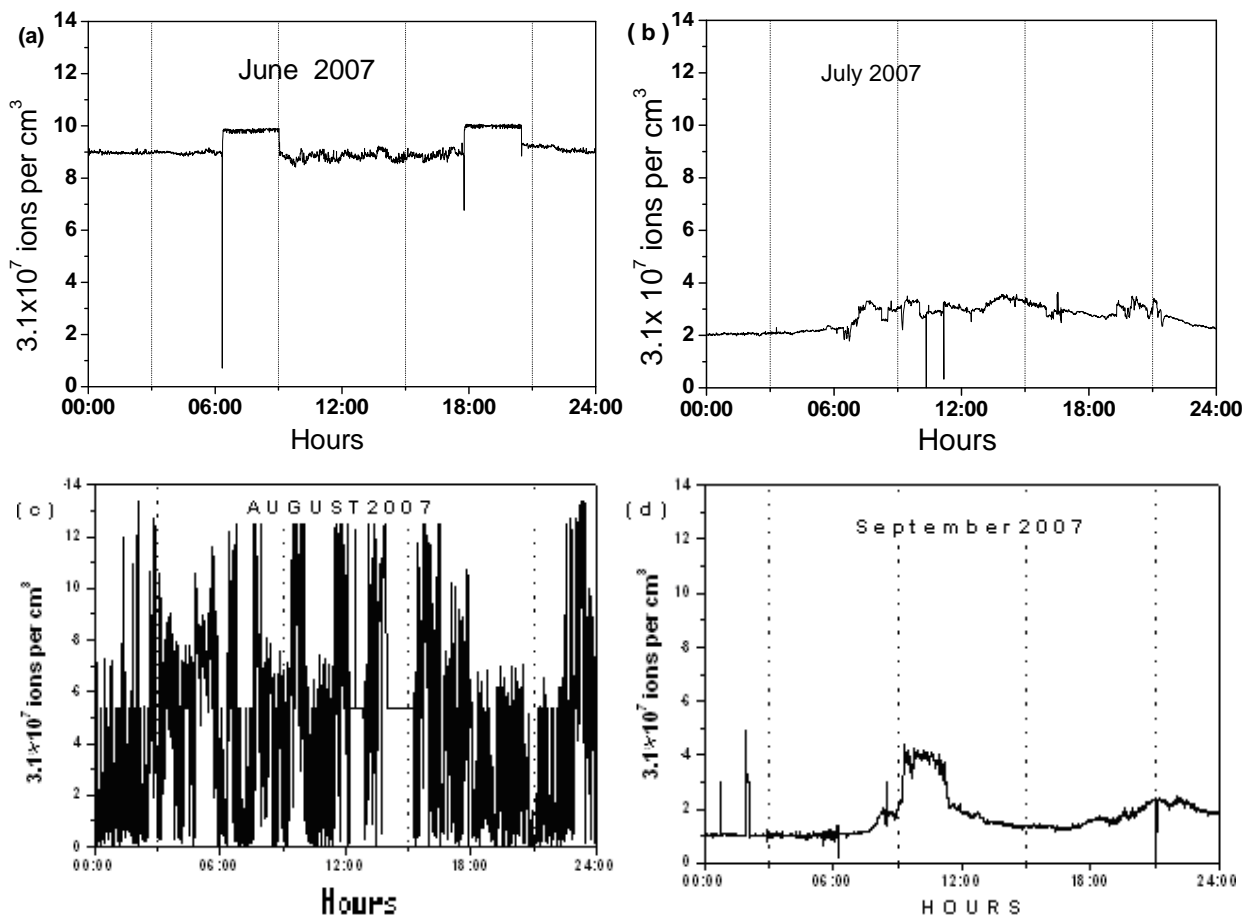 (a)
June 2007
3.1x10⁷ ions per cm³
14
12
10
8
6
4
2
0
00:00 06:00 12:00 18:00 24:00
Hours
( b )
July 2007
3.1x 10⁷ ions per cm³
14
12
10
8
6
4
2
0
00:00 06:00 12:00 18:00 24:00
Hours
( c )
AUGUST2007
3.1×10⁷ ions per cm³
14
12
10
8
6
4
2
0
00:00 06:00 12:00 18:00 24:00
Hours
( d )
September2007
3.1×10⁷ ions per cm³
14
12
10
8
6
4
2
0
00:00 06:00 12:00 18:00 24:00
HOURS